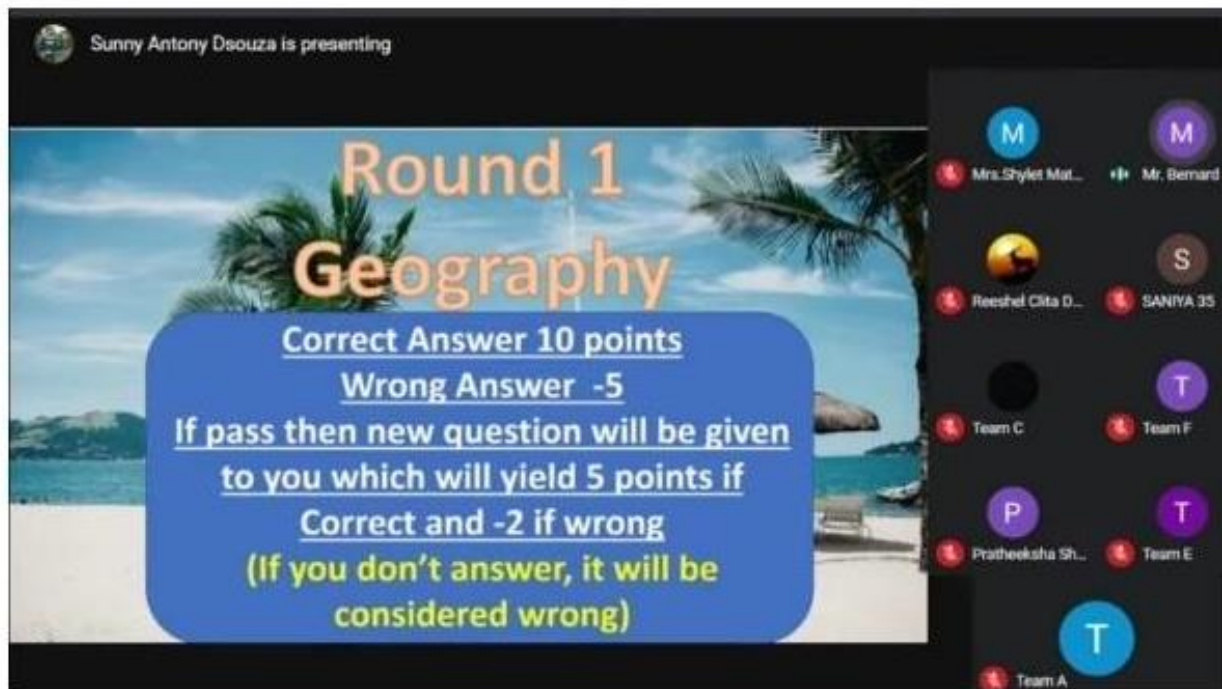 Sunny Antony Dsouza is presenting
Round 1
Geography
Correct Answer 10 points
Wrong Answer -5
If pass then new question will be given
to you which will yield 5 points if
Correct and -2 if wrong
(If you don't answer, it will be
considered wrong)
M
Mrs.Shylet Mat...
M
Mr. Bernard
Reeshel Clita D...
S
SANIYA 35
Team C
T
Team F
P
Pratheeksha Sh...
T
Team E
T
Team A